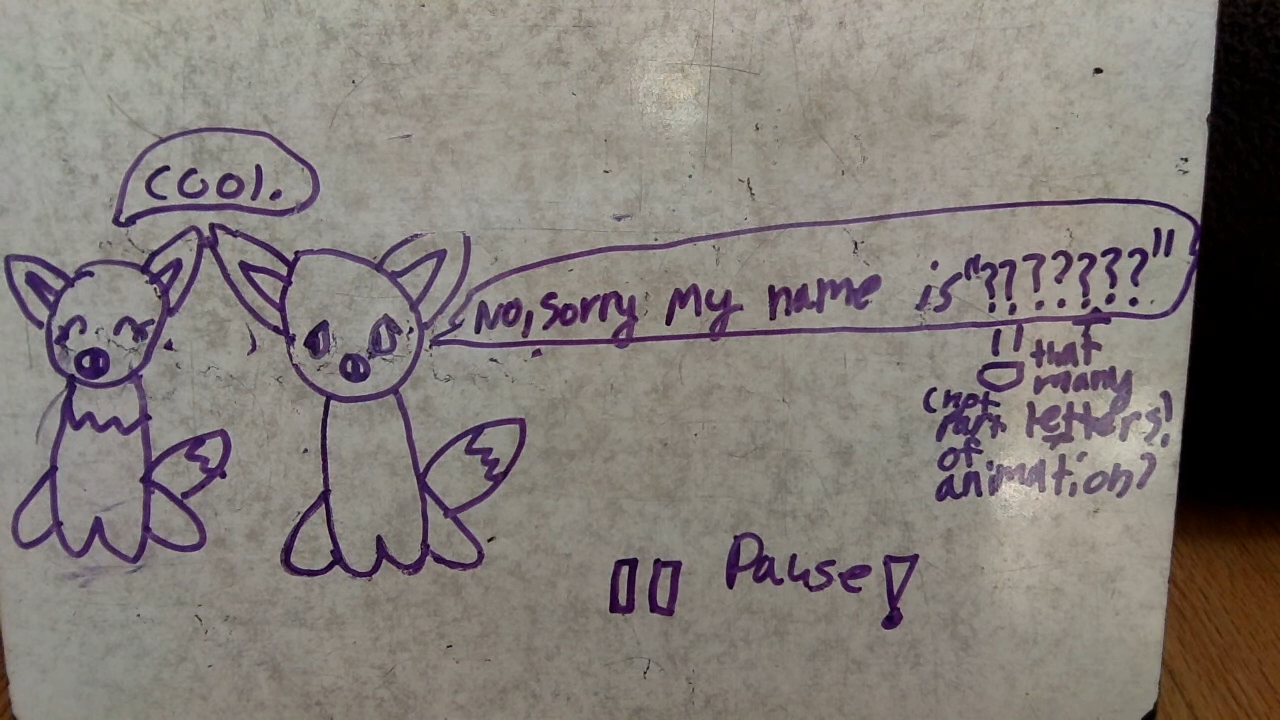 cool.
No, sorry my name is "???????"
!! that
many
(not
part letters!
of
animation)
Pause!